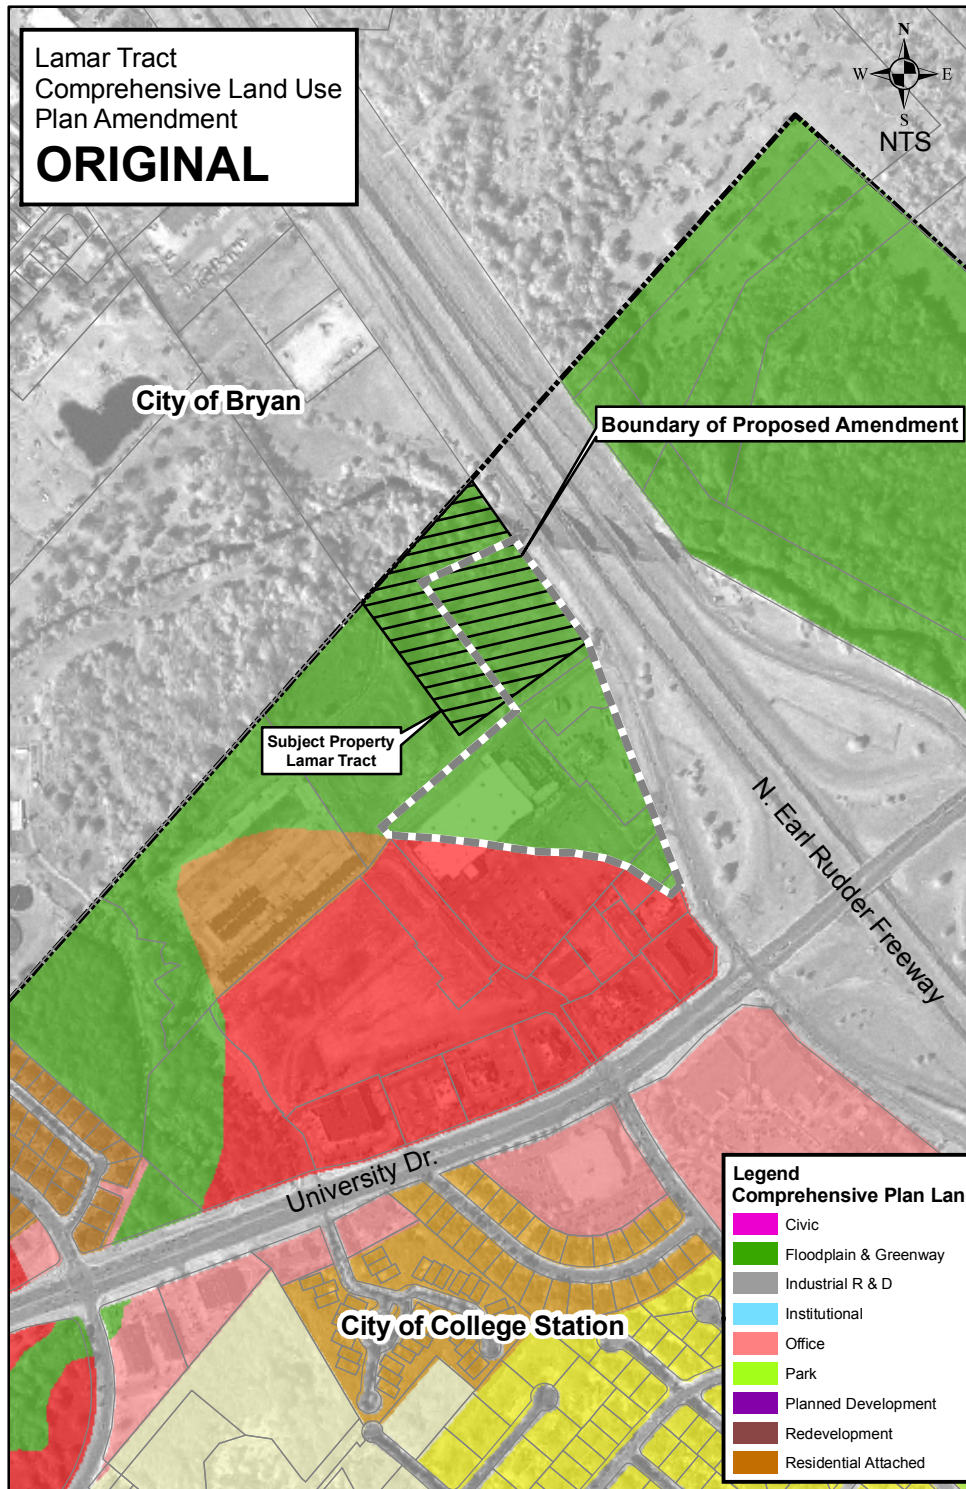 Lamar Tract
Comprehensive Land Use
Plan Amendment
ORIGINAL
N
W
E
S
NTS
City of Bryan
Boundary of Proposed Amendment
Subject Property
Lamar Tract
N. Earl Rudder Freeway
University Dr.
City of College Station
Legend
Comprehensive Plan Lan
Civic
Floodplain & Greenway
Industrial R & D
Institutional
Office
Park
Planned Development
Redevelopment
Residential Attached